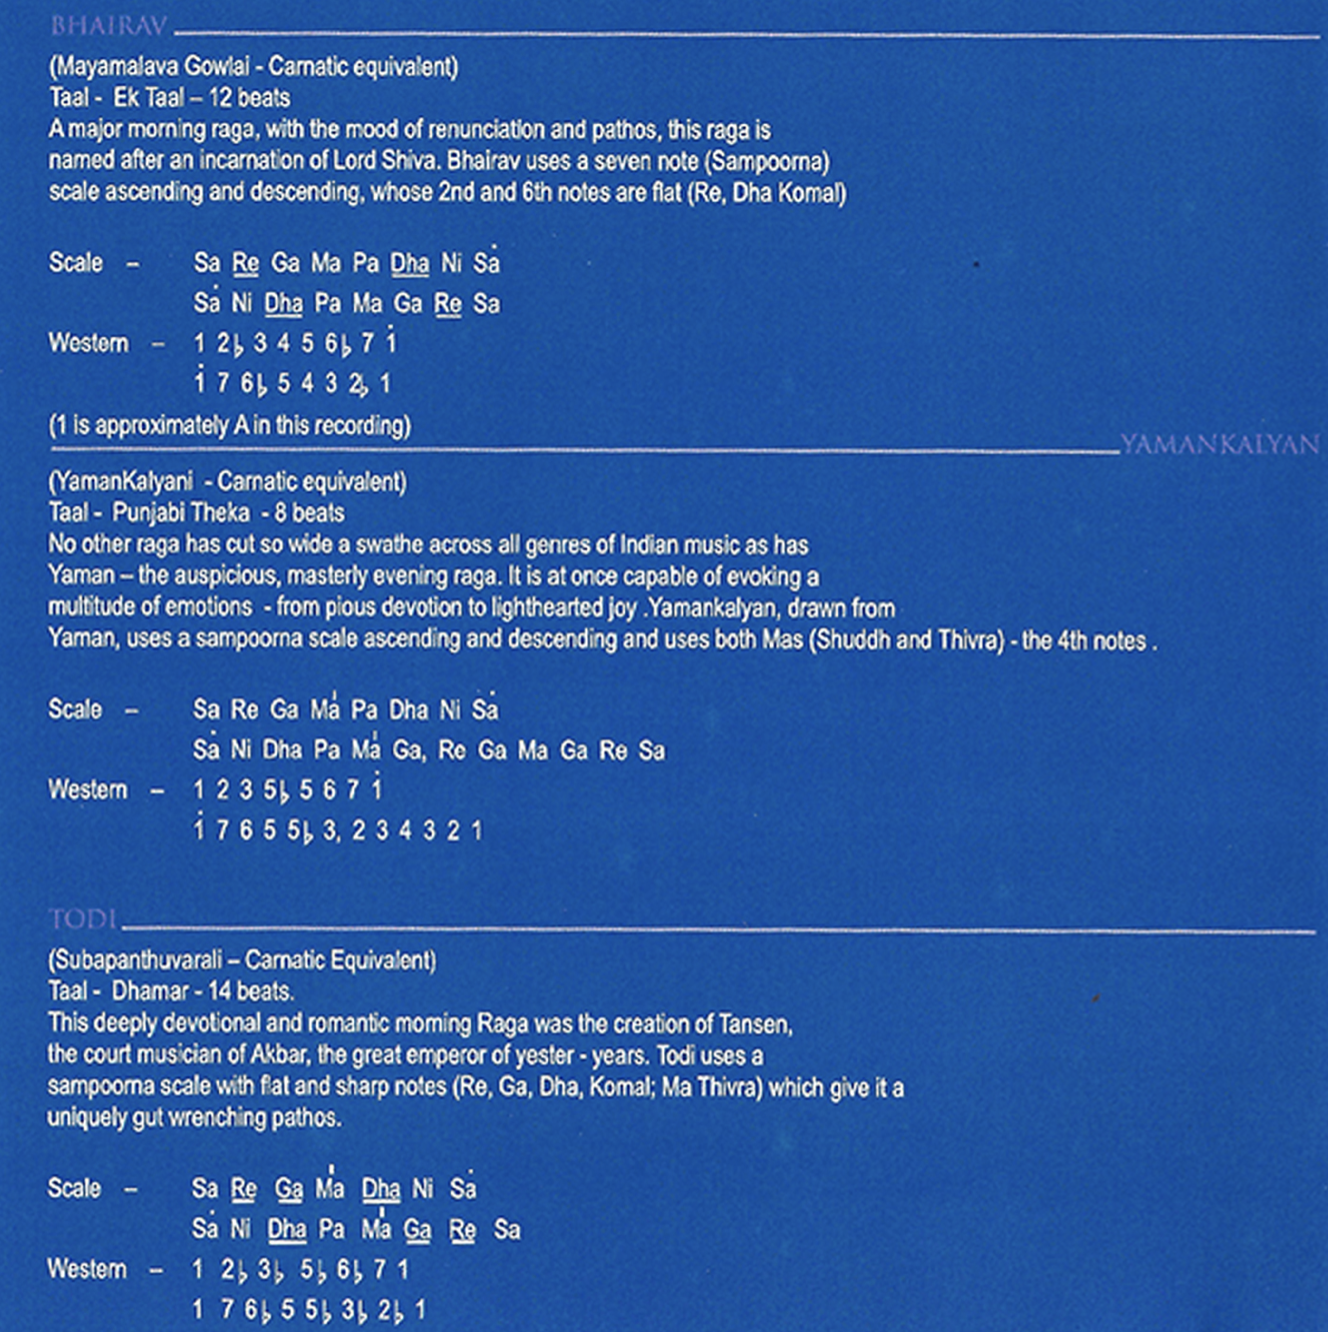 BHAIRAV
(Mayamalava Gowlai - Carnatic equivalent)
Taal - Ek Taal – 12 beats
A major morning raga, with the mood of renunciation and pathos, this raga is
named after an incarnation of Lord Shiva. Bhairav uses a seven note (Sampoorna)
scale ascending and descending, whose 2nd and 6th notes are flat (Re, Dha Komal)
Scale – Sa Re Ga Ma Pa Dha Ni Ṡa
Ṡa Ni Dha Pa Ma Ga Re Sa
Western – 1 2♭ 3 4 5 6♭ 7 1̇
1̇ 7 6♭ 5 4 3 2♭ 1
(1 is approximately A in this recording)
YAMANKALYAN
(YamanKalyani - Carnatic equivalent)
Taal - Punjabi Theka - 8 beats
No other raga has cut so wide a swathe across all genres of Indian music as has
Yaman – the auspicious, masterly evening raga. It is at once capable of evoking a
multitude of emotions - from pious devotion to lighthearted joy .Yamankalyan, drawn from
Yaman, uses a sampoorna scale ascending and descending and uses both Mas (Shuddh and Thivra) - the 4th notes .
Scale – Sa Re Ga Ma̍ Pa Dha Ni Sȧ
Sȧ Ni Dha Pa Ma̍ Ga, Re Ga Ma Ga Re Sa
Western – 1 2 3 5♭ 5 6 7 1̇
1̇ 7 6 5 5♭ 3, 2 3 4 3 2 1
TODI
(Subapanthuvarali – Carnatic Equivalent)
Taal - Dhamar - 14 beats.
This deeply devotional and romantic morning Raga was the creation of Tansen,
the court musician of Akbar, the great emperor of yester - years. Todi uses a
sampoorna scale with flat and sharp notes (Re, Ga, Dha, Komal; Ma Thivra) which give it a
uniquely gut wrenching pathos.
Scale – Sa Re Ga Ma̍ Dha Ni Sȧ
Sȧ Ni Dha Pa Ma̍ Ga Re Sa
Western – 1 2♭ 3♭ 5♭ 6♭ 7 1
1 7 6♭ 5 5♭ 3♭ 2♭ 1